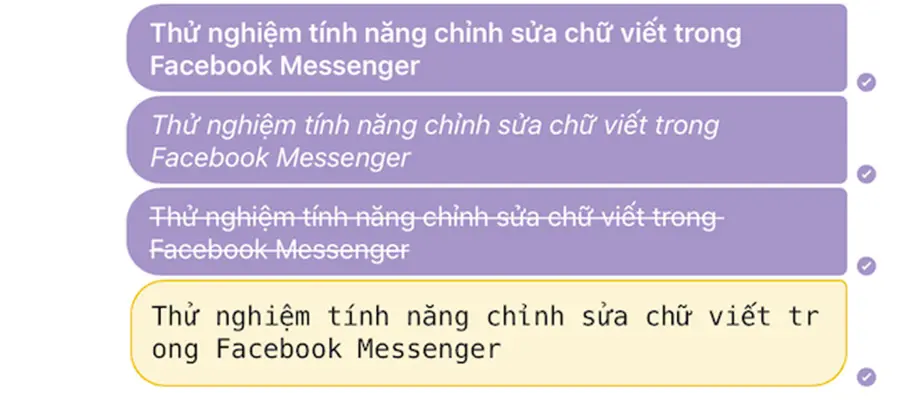 Thử nghiệm tính năng chỉnh sửa chữ viết trong
Facebook Messenger
Thử nghiệm tính năng chỉnh sửa chữ viết trong
Facebook Messenger
Thử nghiệm tính năng chỉnh sửa chữ viết trong
Facebook Messenger
Thử nghiệm tính năng chỉnh sửa chữ viết tr
ong Facebook Messenger